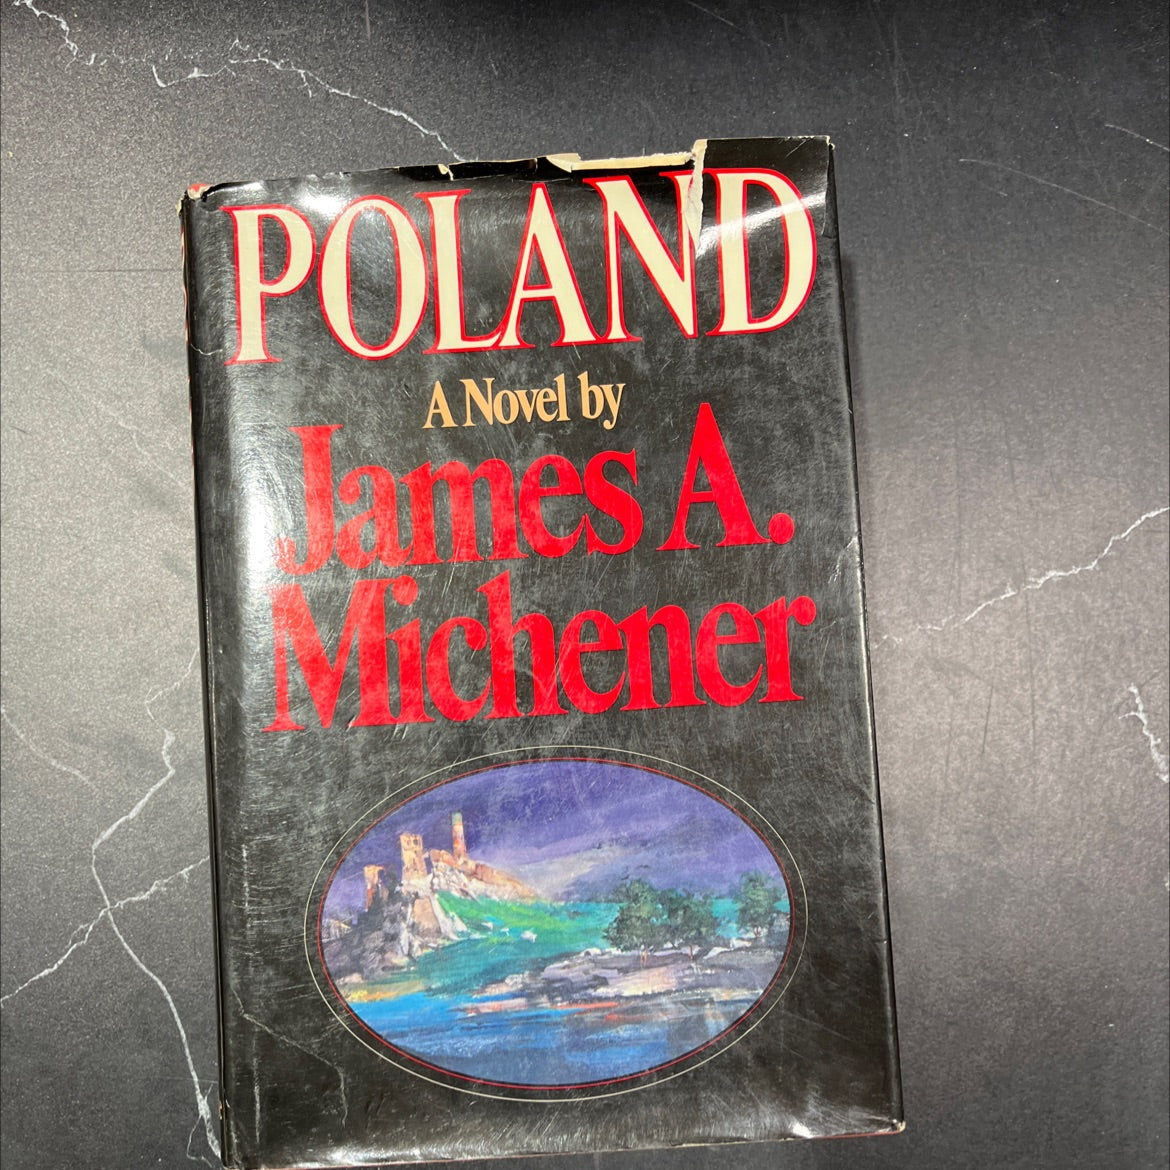 POLAND
A Novel by
James A.
Michener